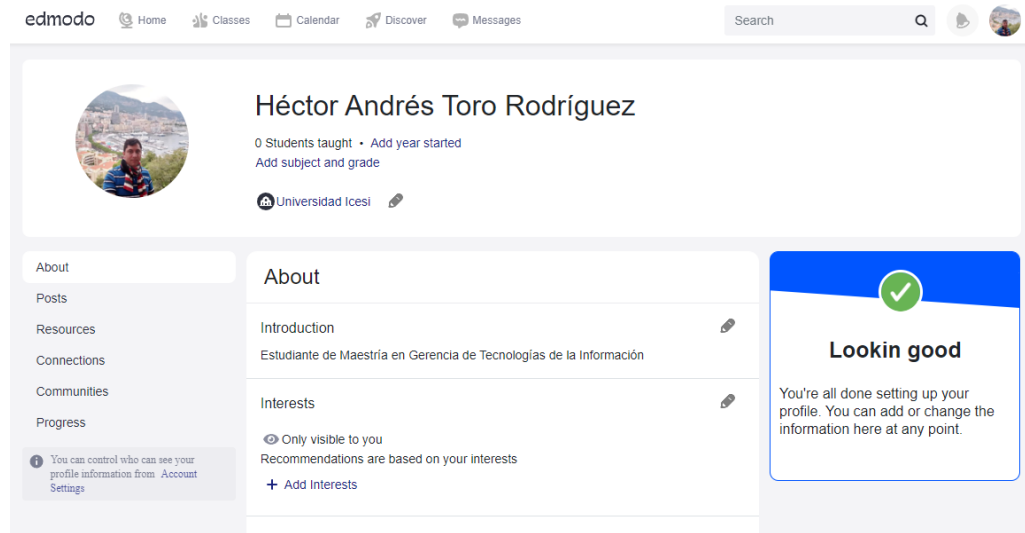 edmodo Home Classes Calendar Discover Messages Search
Héctor Andrés Toro Rodríguez
0 Students taught • Add year started
Add subject and grade
Universidad Icesi
About
Posts
Resources
Connections
Communities
Progress
You can control who can see your
profile information from Account
Settings
About
Introduction
Estudiante de Maestría en Gerencia de Tecnologías de la Información
Interests
Only visible to you
Recommendations are based on your interests
+ Add Interests
Lookin good
You're all done setting up your
profile. You can add or change the
information here at any point.